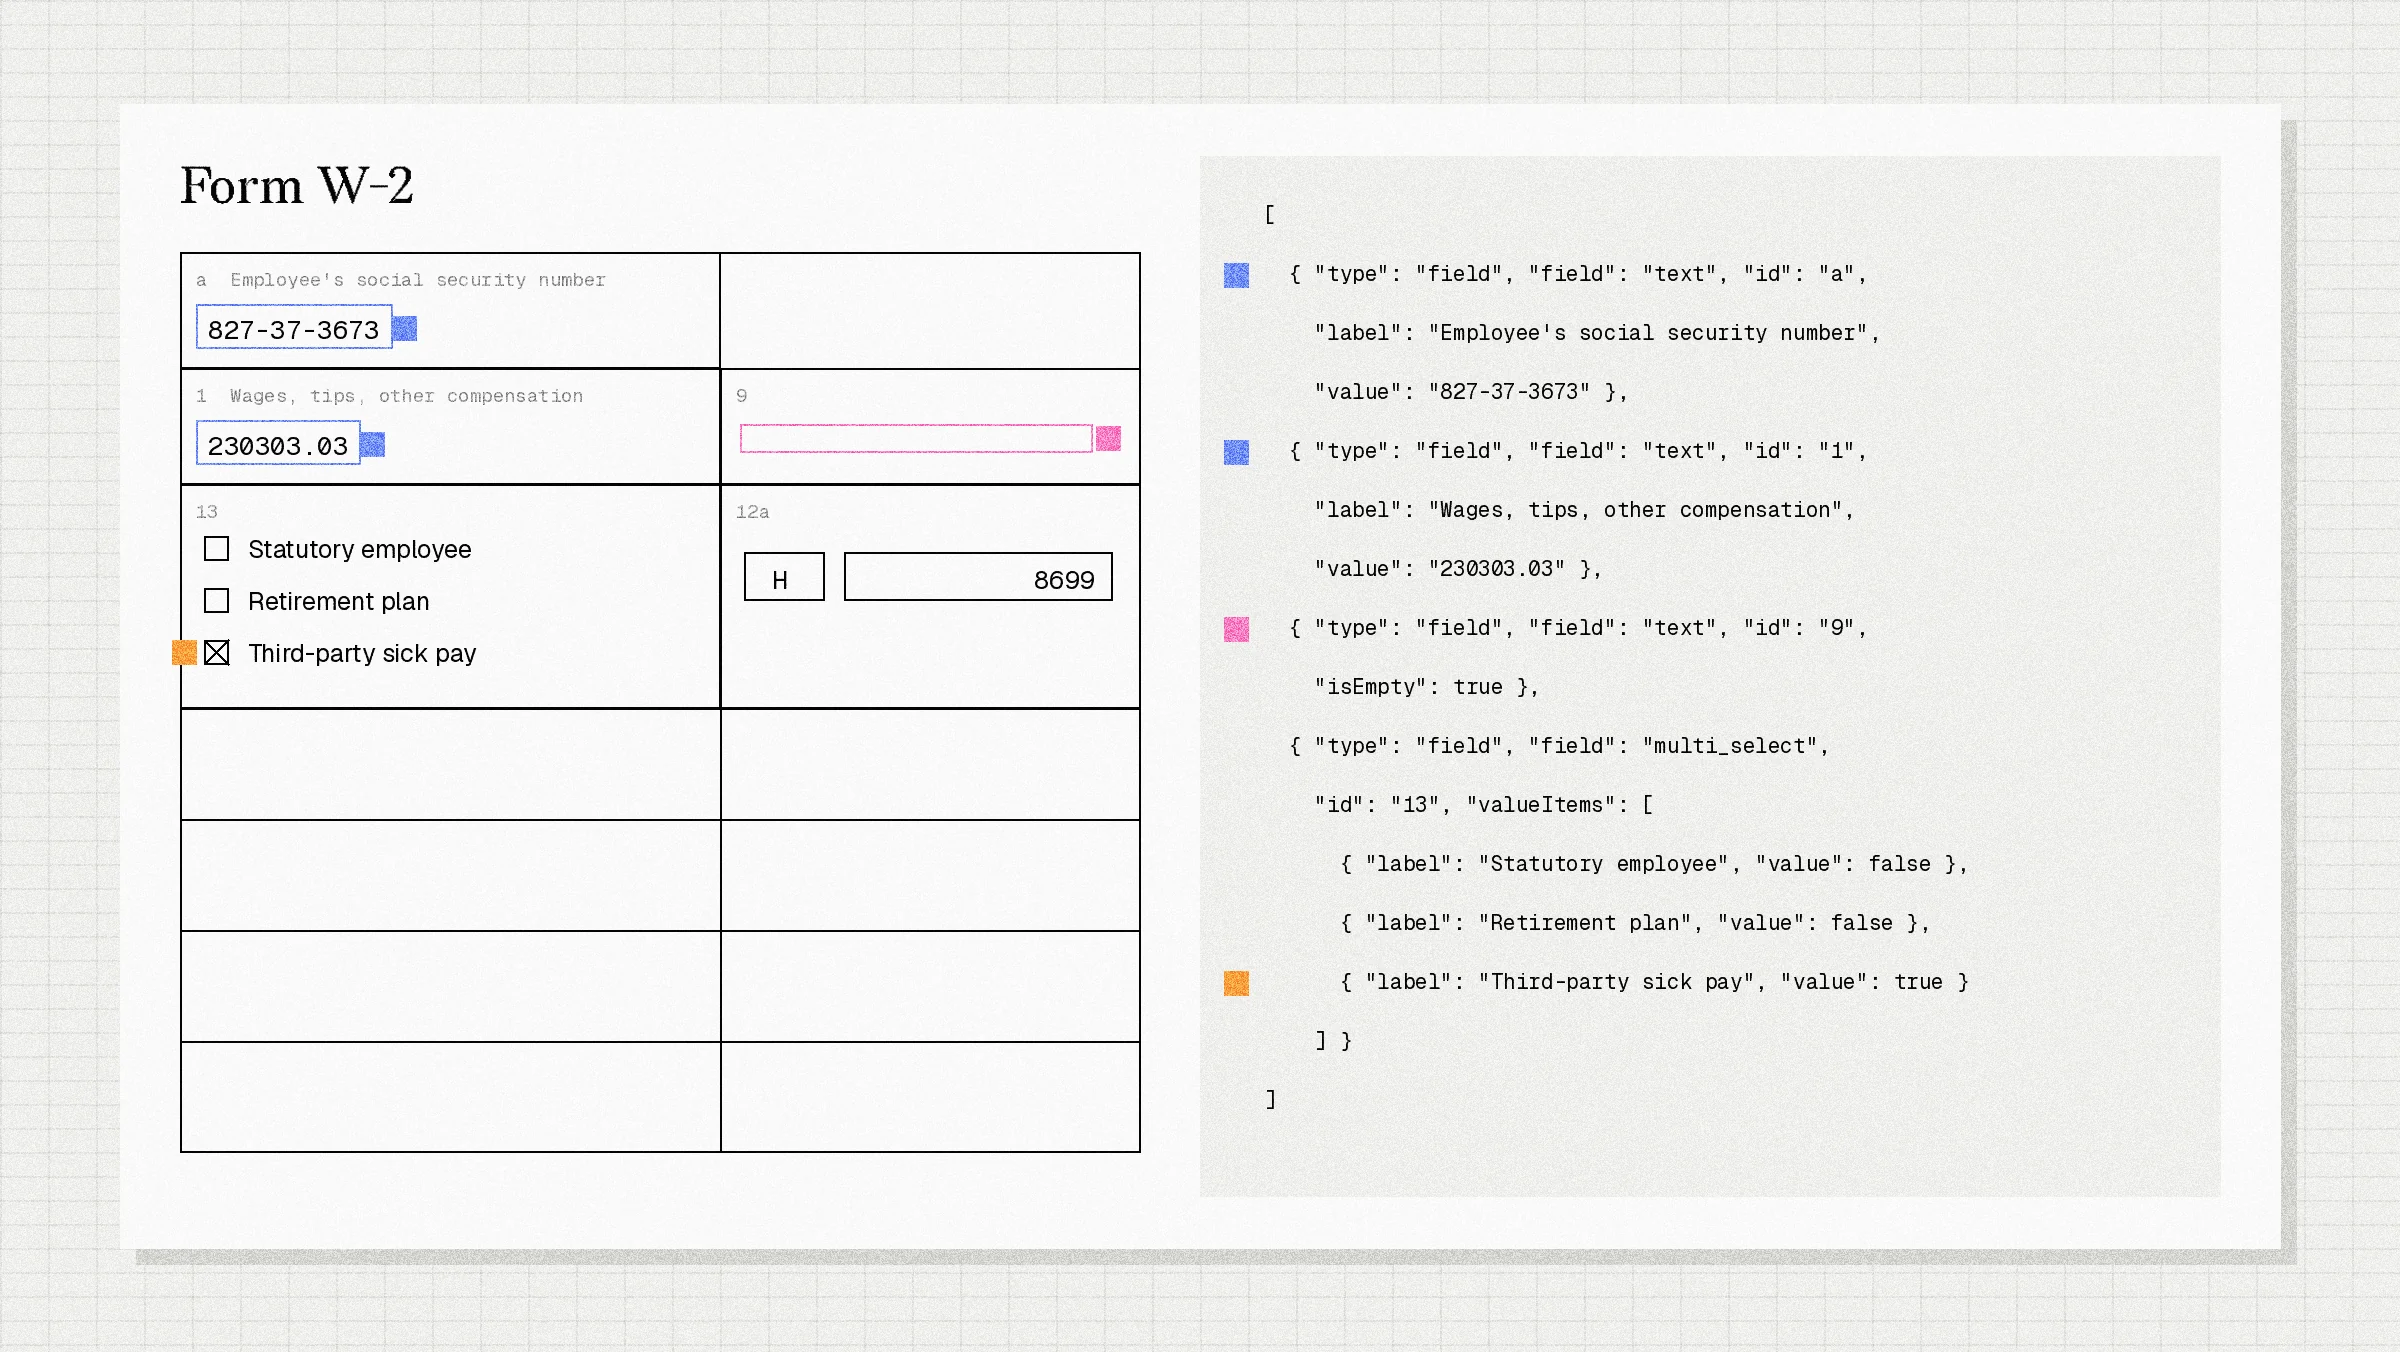 Form W-2
a Employee's social security number
827-37-3673
1 Wages, tips, other compensation
230303.03
9
13
Statutory employee
Retirement plan
Third-party sick pay
12a
H 8699
[
{ "type": "field", "field": "text", "id": "a",
"label": "Employee's social security number",
"value": "827-37-3673" },
{ "type": "field", "field": "text", "id": "1",
"label": "Wages, tips, other compensation",
"value": "230303.03" },
{ "type": "field", "field": "text", "id": "9",
"isEmpty": true },
{ "type": "field", "field": "multi_select",
"id": "13", "valueItems": [
{ "label": "Statutory employee", "value": false },
{ "label": "Retirement plan", "value": false },
{ "label": "Third-party sick pay", "value": true }
] }
]